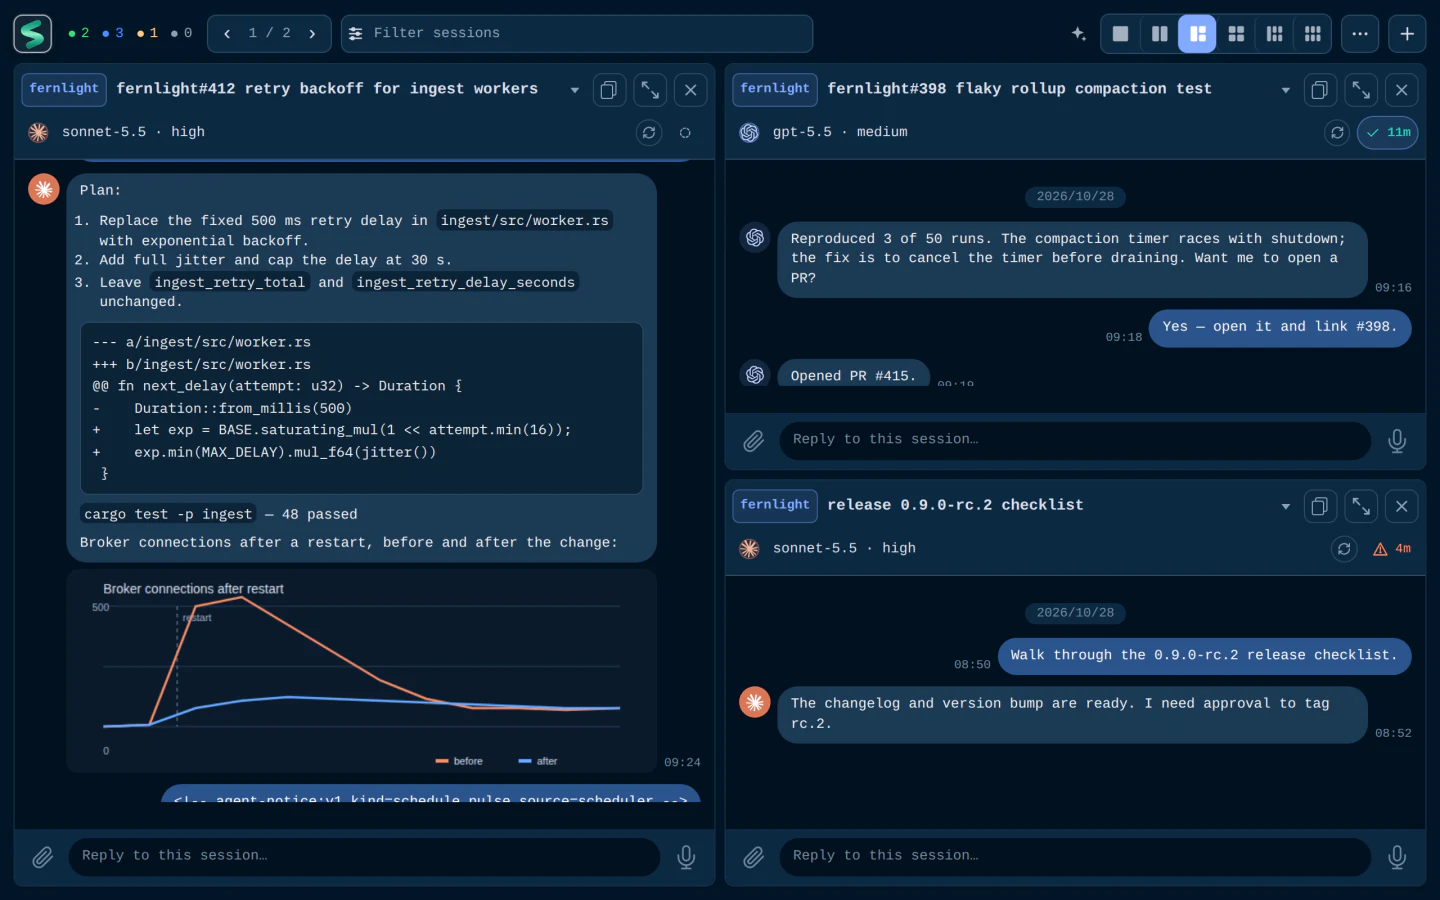 2 3 1 0
1 / 2
Filter sessions
fernlight
fernlight#412 retry backoff for ingest workers
sonnet-5.5 · high
Plan:
1. Replace the fixed 500 ms retry delay in ingest/src/worker.rs
with exponential backoff.
2. Add full jitter and cap the delay at 30 s.
3. Leave ingest_retry_total and ingest_retry_delay_seconds
unchanged.
--- a/ingest/src/worker.rs
+++ b/ingest/src/worker.rs
@@ fn next_delay(attempt: u32) -> Duration {
-    Duration::from_millis(500)
+    let exp = BASE.saturating_mul(1 << attempt.min(16));
+    exp.min(MAX_DELAY).mul_f64(jitter())
 }
cargo test -p ingest — 48 passed
Broker connections after a restart, before and after the change:
Broker connections after restart
500
restart
0
before
after
09:24
<!-- agent-notice:v1 kind=schedule.pulse source=scheduler -->
Reply to this session…
fernlight
fernlight#398 flaky rollup compaction test
gpt-5.5 · medium
11m
2026/10/28
Reproduced 3 of 50 runs. The compaction timer races with shutdown;
the fix is to cancel the timer before draining. Want me to open a
PR?
09:16
Yes — open it and link #398.
09:18
Opened PR #415.
09:19
Reply to this session…
fernlight
release 0.9.0-rc.2 checklist
sonnet-5.5 · high
4m
2026/10/28
Walk through the 0.9.0-rc.2 release checklist.
08:50
The changelog and version bump are ready. I need approval to tag
rc.2.
08:52
Reply to this session…